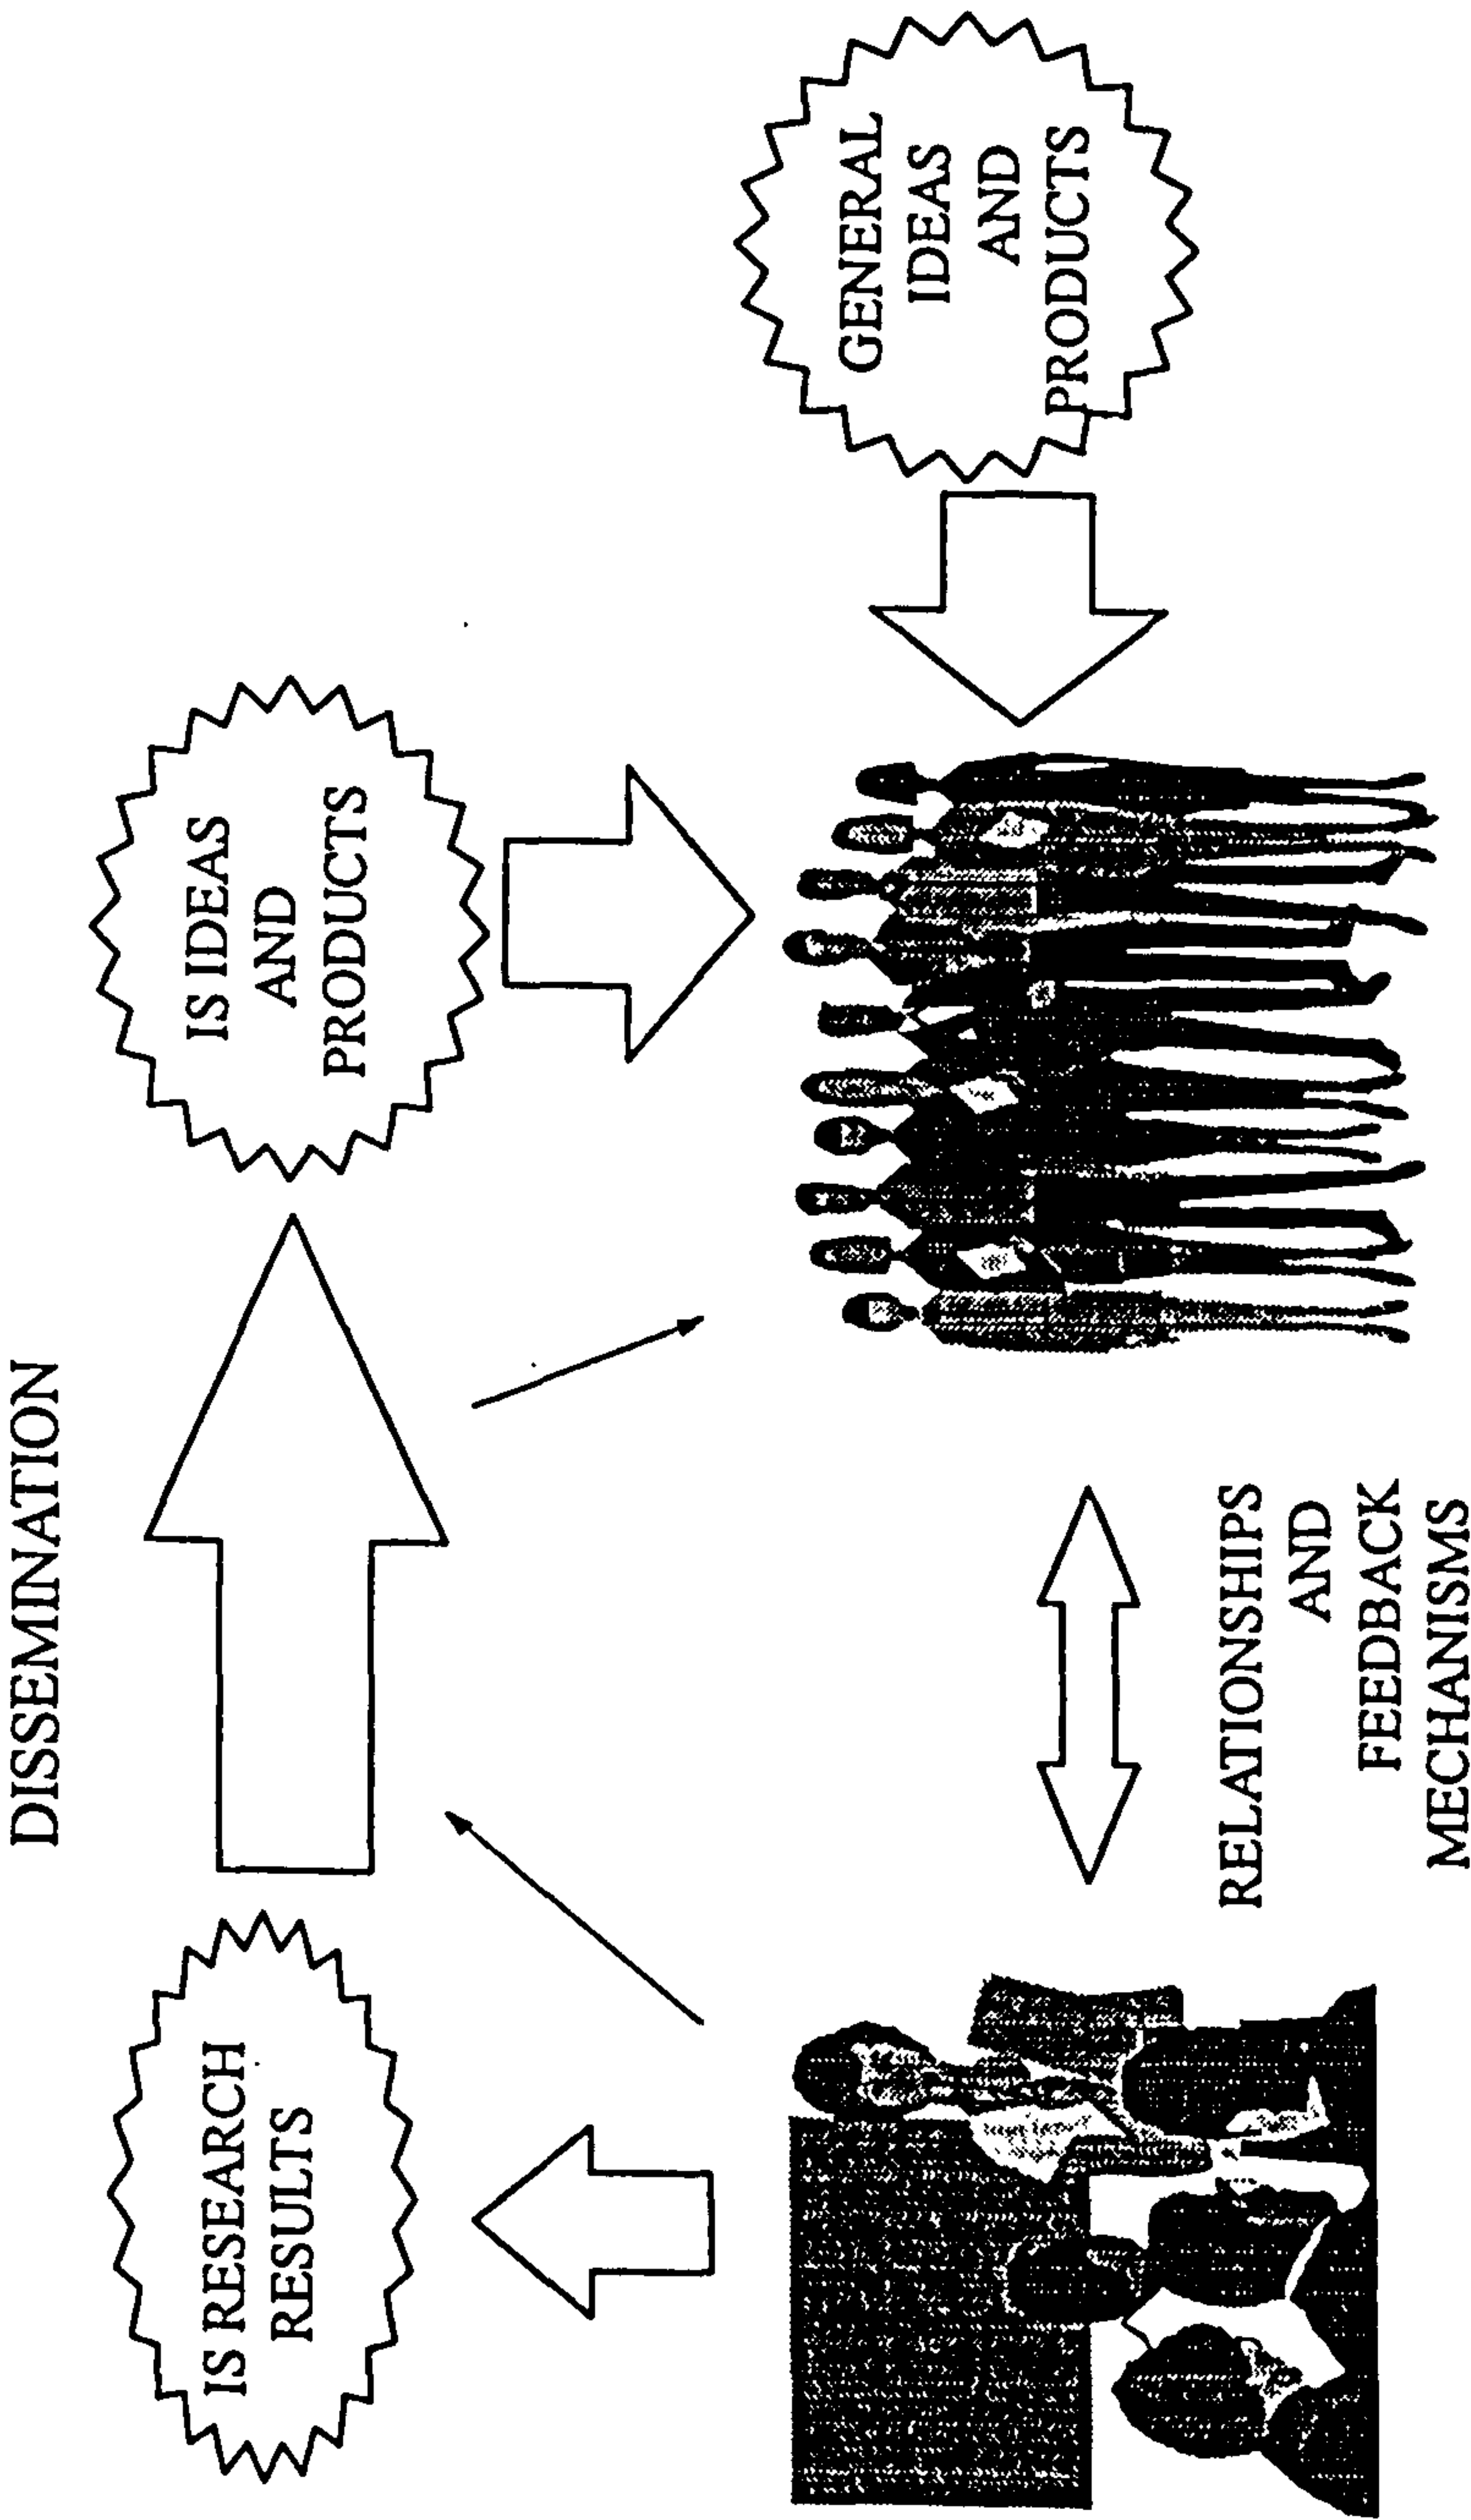 DISSEMINATION
IS RESEARCH
RESULTS
IS IDEAS
AND
PRODUCTS
GENERAL
IDEAS
AND
PRODUCTS
RELATIONSHIPS
AND
FEEDBACK
MECHANISMS